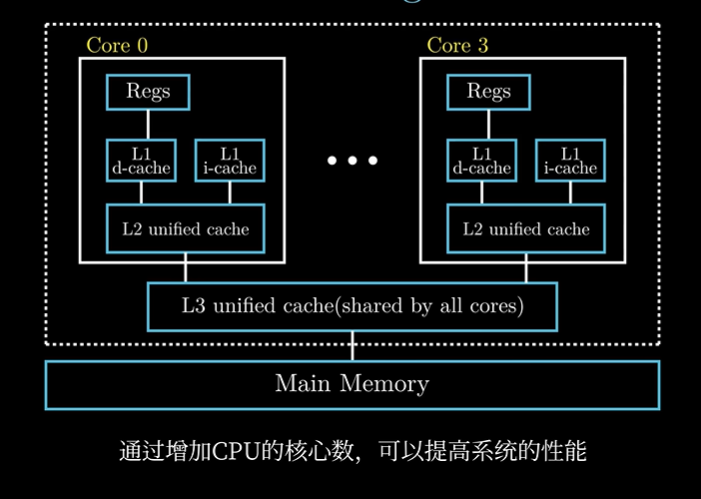 Core 0
Core 3
Regs
Regs
L1
d-cache
L1
i-cache
L1
d-cache
L1
i-cache
L2 unified cache
L2 unified cache
L3 unified cache(shared by all cores)
Main Memory
通过增加CPU的核心数，可以提高系统的性能